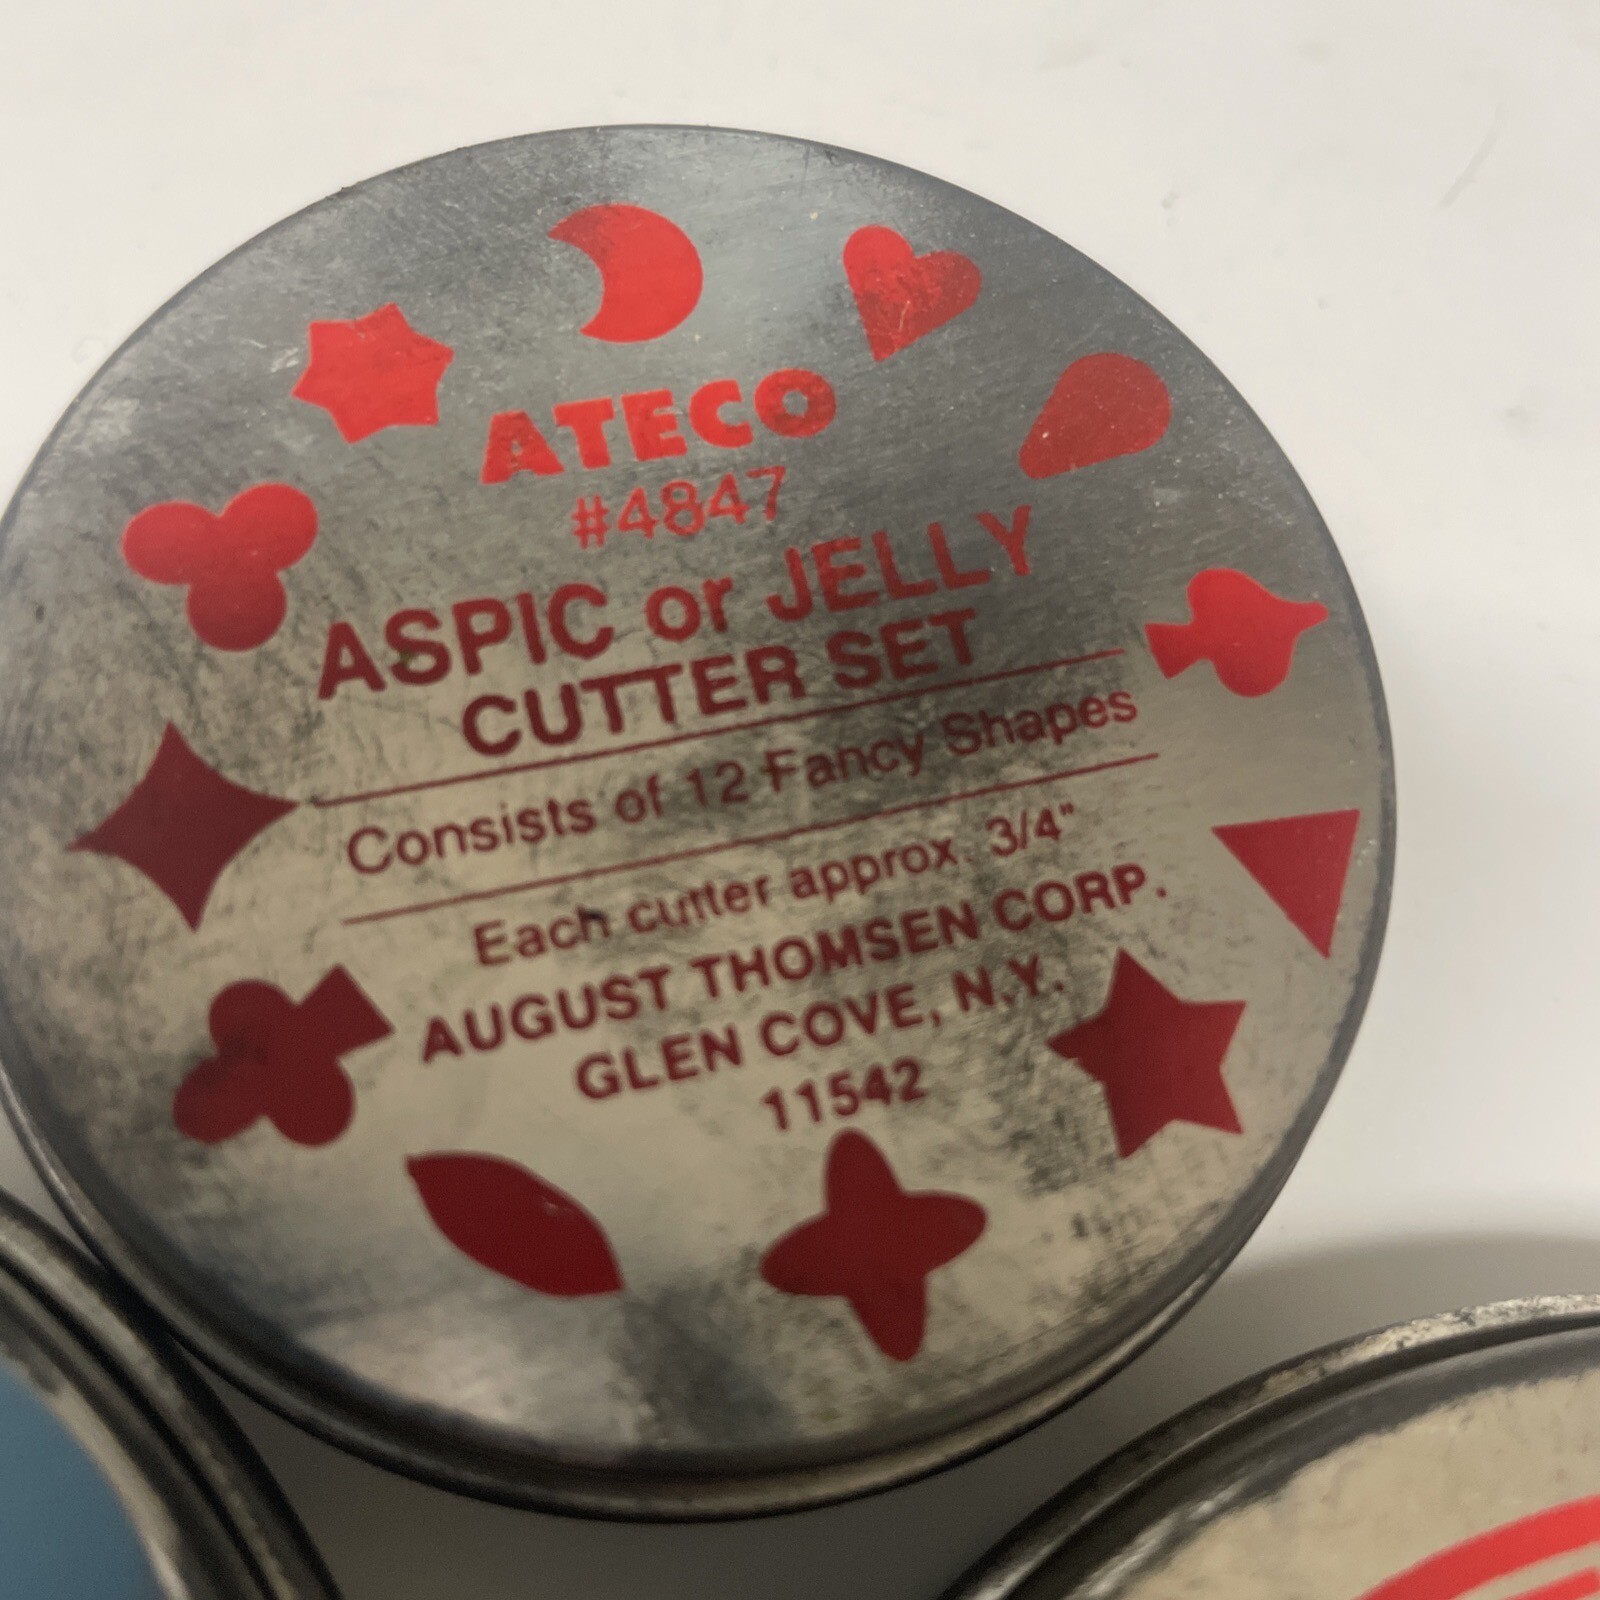 ATECO
#4847
ASPIC or JELLY
CUTTER SET
Consists of 12 Fancy Shapes
Each cutter approx. 3/4"
AUGUST THOMSEN CORP.
GLEN COVE, N.Y.
11542